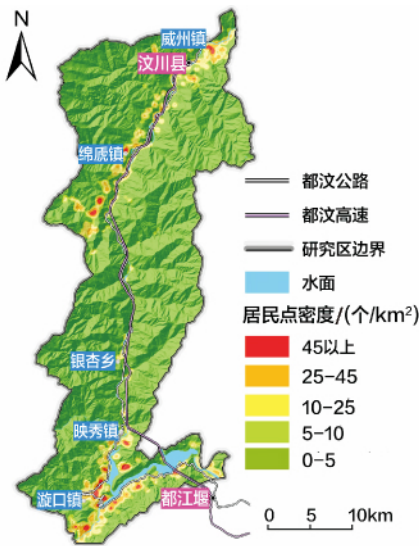 N
威州镇
汶川县
绵虒镇
银杏乡
映秀镇
漩口镇
都江堰
都汶公路
都汶高速
研究区边界
水面
居民点密度/(个/km²)
45以上
25-45
10-25
5-10
0-5
0 5 10km